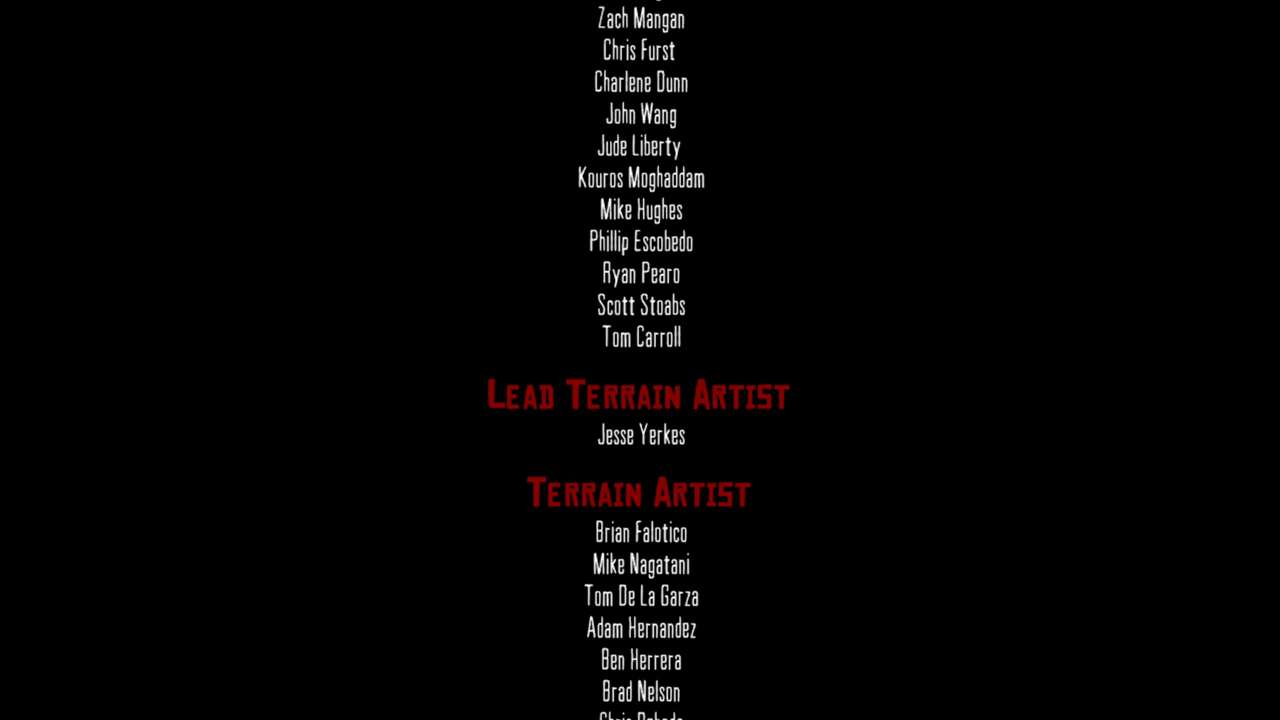 Zach Mangan
Chris Furst
Charlene Dunn
John Wang
Jude Liberty
Kouros Moghaddam
Mike Hughes
Phillip Escobedo
Ryan Pearo
Scott Stoabs
Tom Carroll
Lead Terrain Artist
Jesse Yerkes
Terrain Artist
Brian Falotico
Mike Nagatani
Tom De La Garza
Adam Hernandez
Ben Herrera
Brad Nelson